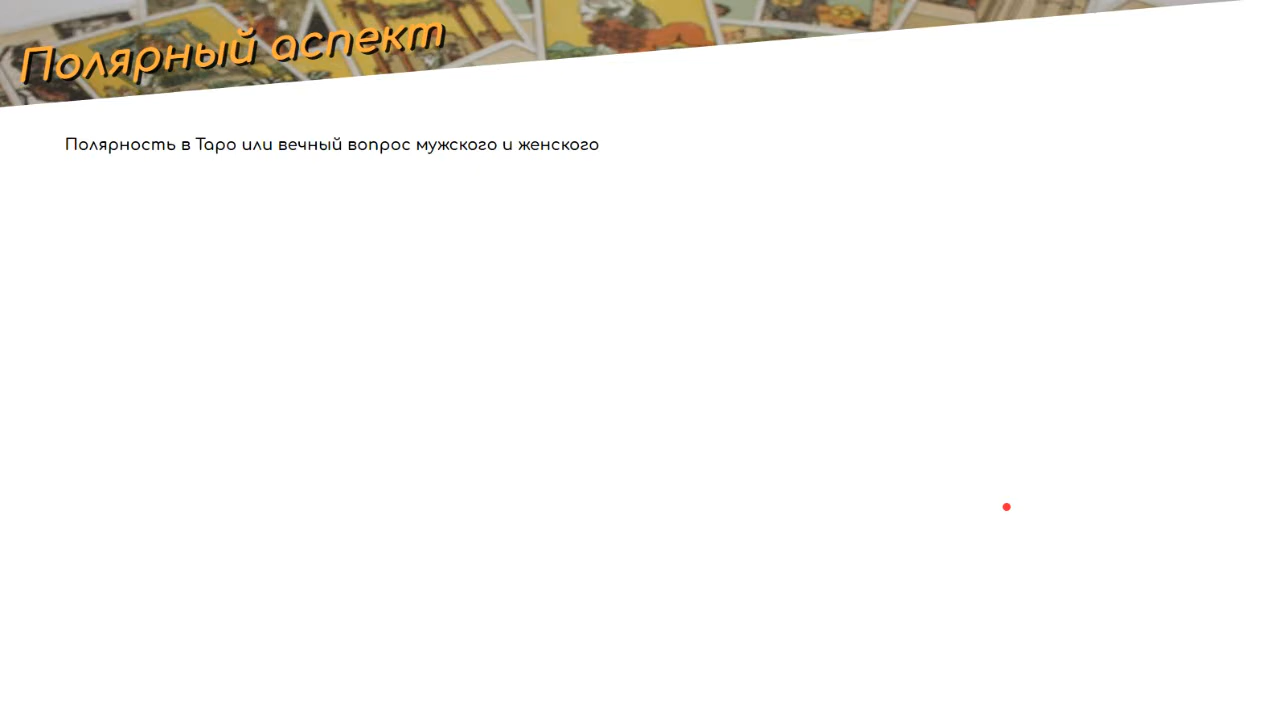 Полярный аспект
Полярность в Таро или вечный вопрос мужского и женского